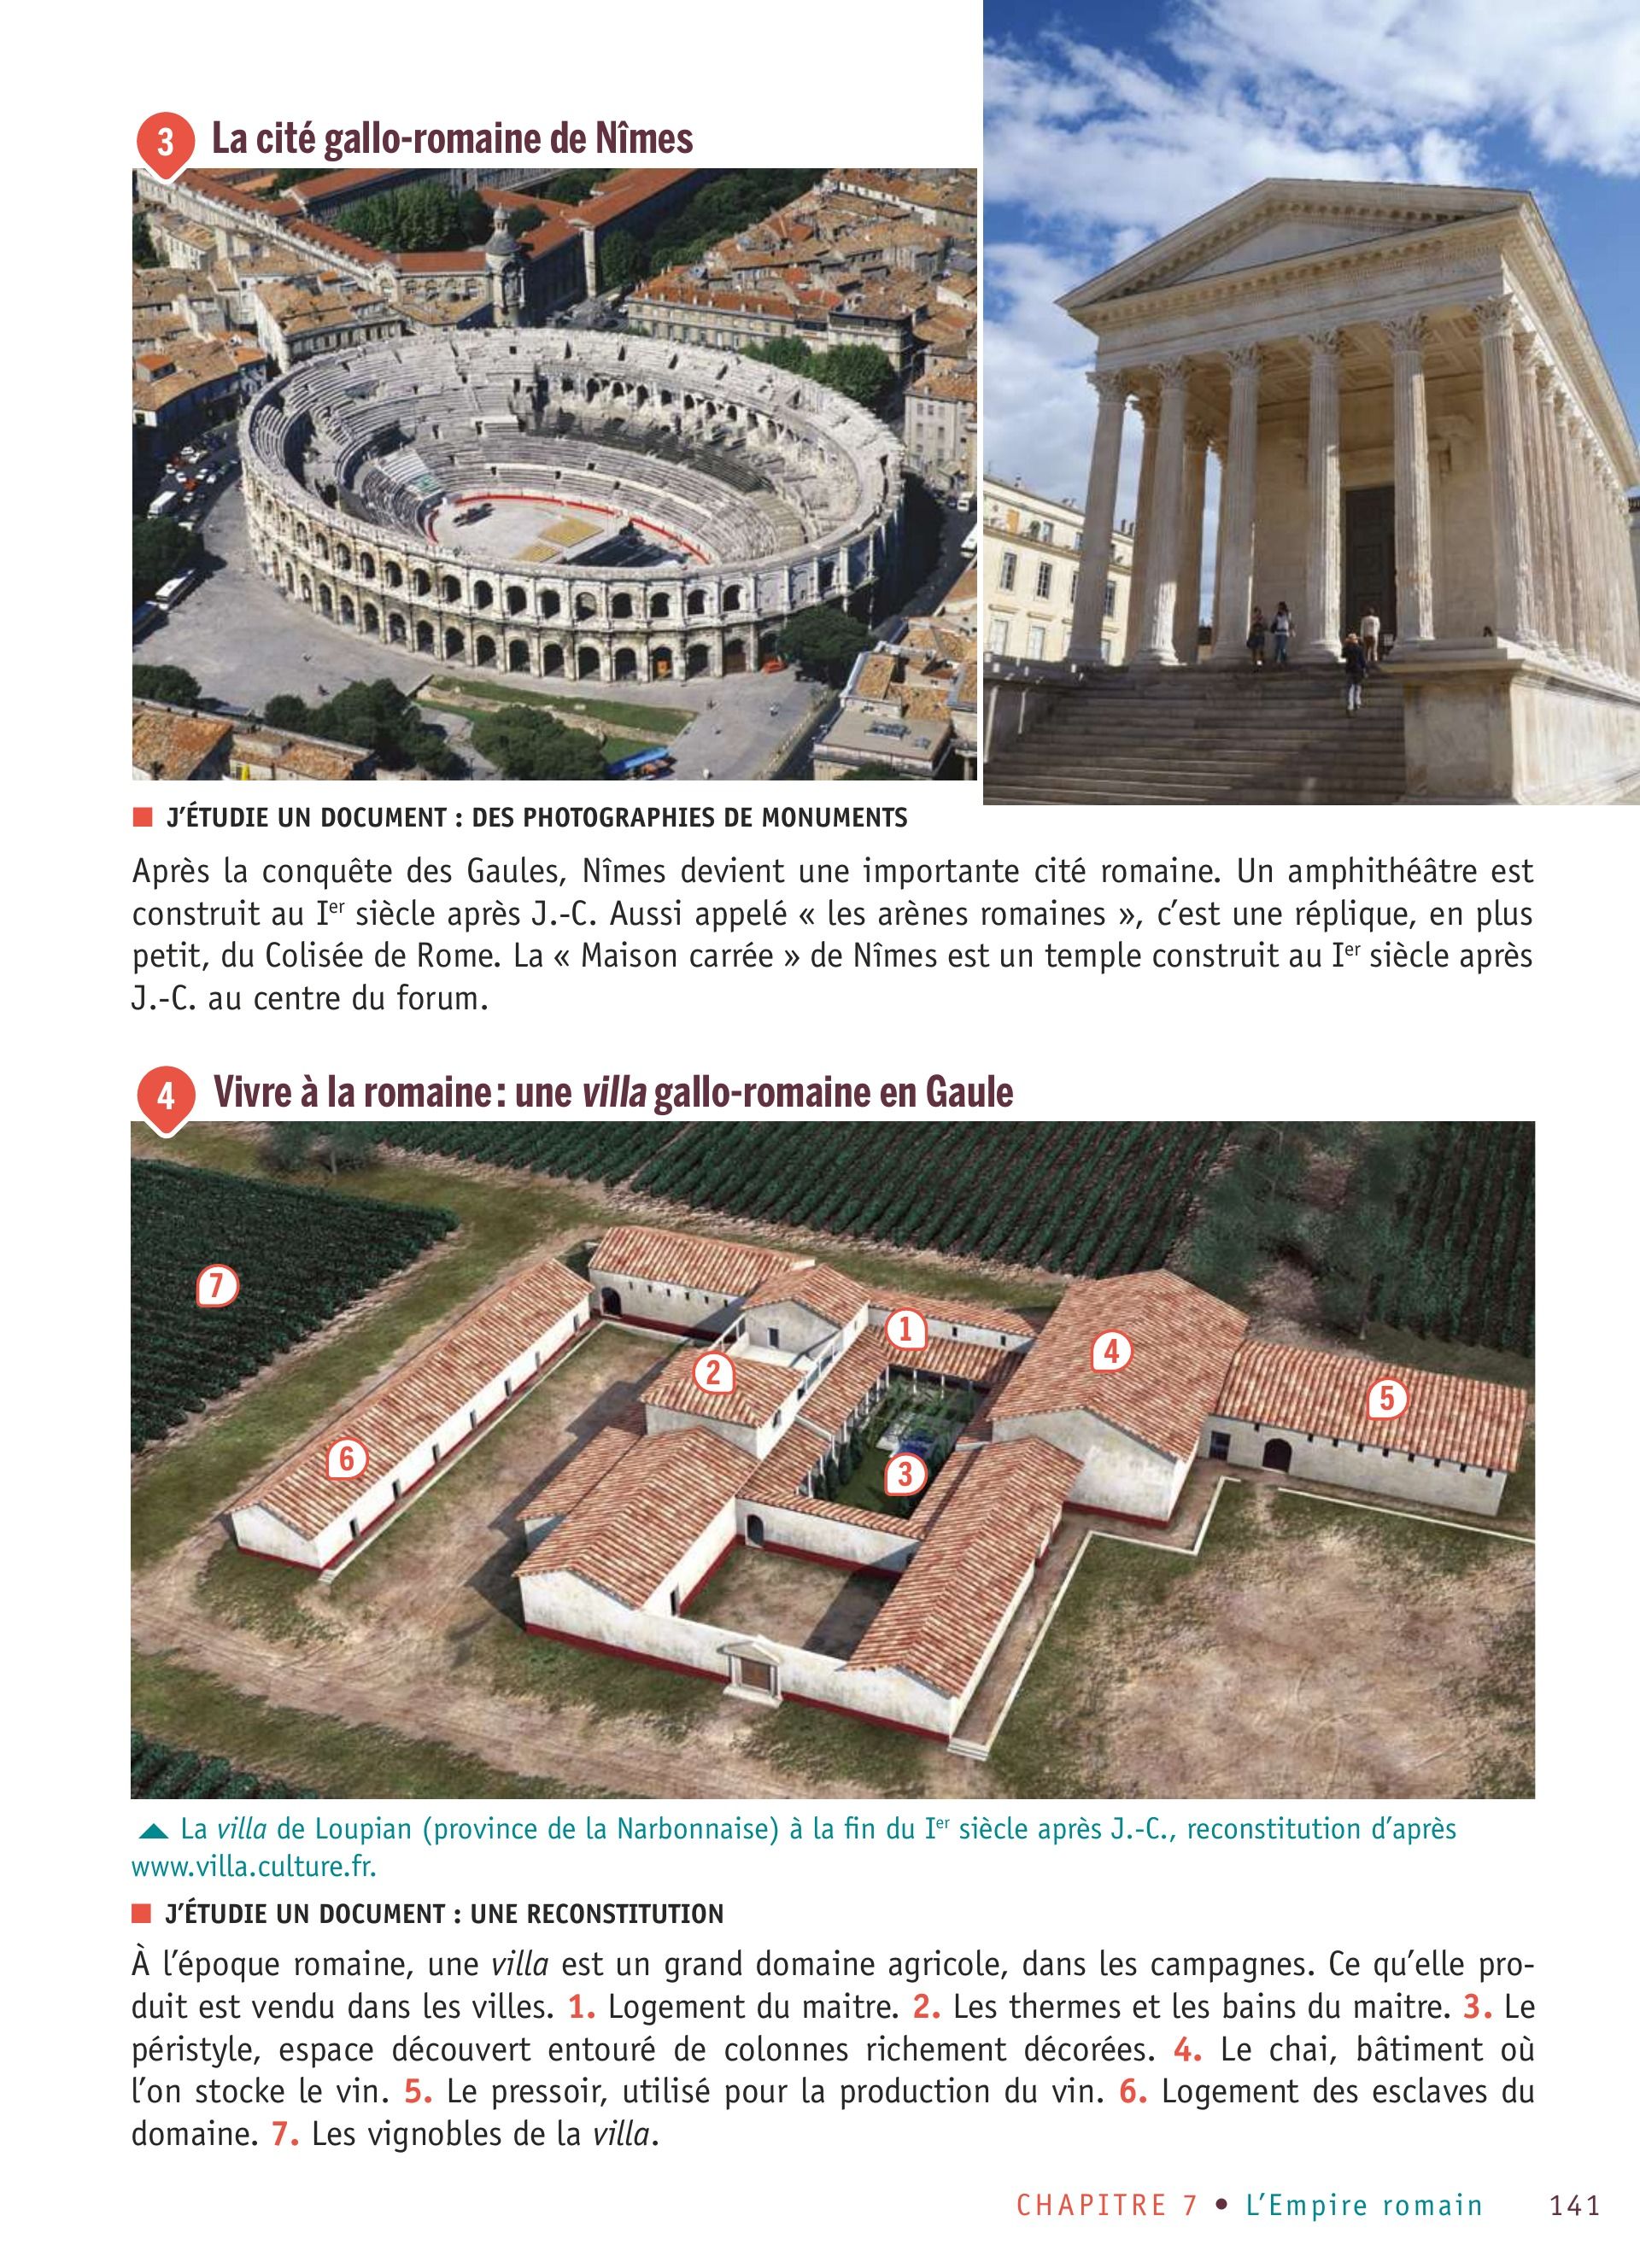 3 La cité gallo-romaine de Nîmes
■ J'ÉTUDIE UN DOCUMENT : DES PHOTOGRAPHIES DE MONUMENTS
Après la conquête des Gaules, Nîmes devient une importante cité romaine. Un amphithéâtre est
construit au Ier siècle après J.-C. Aussi appelé « les arènes romaines », c'est une réplique, en plus
petit, du Colisée de Rome. La « Maison carrée » de Nîmes est un temple construit au Ier siècle après
J.-C. au centre du forum.
4 Vivre à la romaine : une villa gallo-romaine en Gaule
7
1
2
4
5
6
3
La villa de Loupian (province de la Narbonnaise) à la fin du Ier siècle après J.-C., reconstitution d'après
www.villa.culture.fr.
■ J'ÉTUDIE UN DOCUMENT : UNE RECONSTITUTION
À l'époque romaine, une villa est un grand domaine agricole, dans les campagnes. Ce qu'elle pro-
duit est vendu dans les villes. 1. Logement du maitre. 2. Les thermes et les bains du maitre. 3. Le
péristyle, espace découvert entouré de colonnes richement décorées. 4. Le chai, bâtiment où
l'on stocke le vin. 5. Le pressoir, utilisé pour la production du vin. 6. Logement des esclaves du
domaine. 7. Les vignobles de la villa.
CHAPITRE 7 • L'Empire romain 141